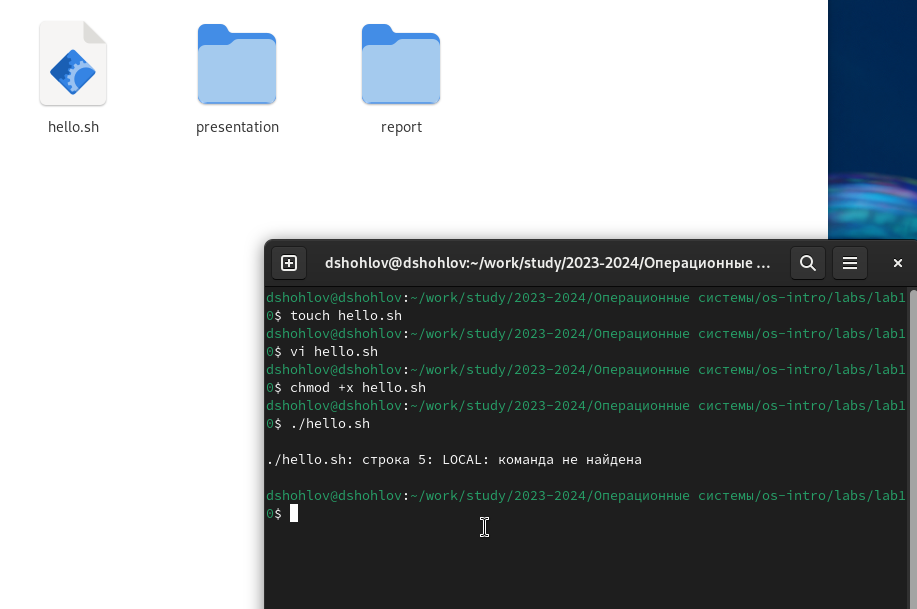 hello.sh
presentation
report
dshohlov@dshohlov:~/work/study/2023-2024/Операционные ...
dshohlov@dshohlov:~/work/study/2023-2024/Операционные системы/os-intro/labs/lab1
0$ touch hello.sh
dshohlov@dshohlov:~/work/study/2023-2024/Операционные системы/os-intro/labs/lab1
0$ vi hello.sh
dshohlov@dshohlov:~/work/study/2023-2024/Операционные системы/os-intro/labs/lab1
0$ chmod +x hello.sh
dshohlov@dshohlov:~/work/study/2023-2024/Операционные системы/os-intro/labs/lab1
0$ ./hello.sh
./hello.sh: строка 5: LOCAL: команда не найдена
dshohlov@dshohlov:~/work/study/2023-2024/Операционные системы/os-intro/labs/lab1
0$